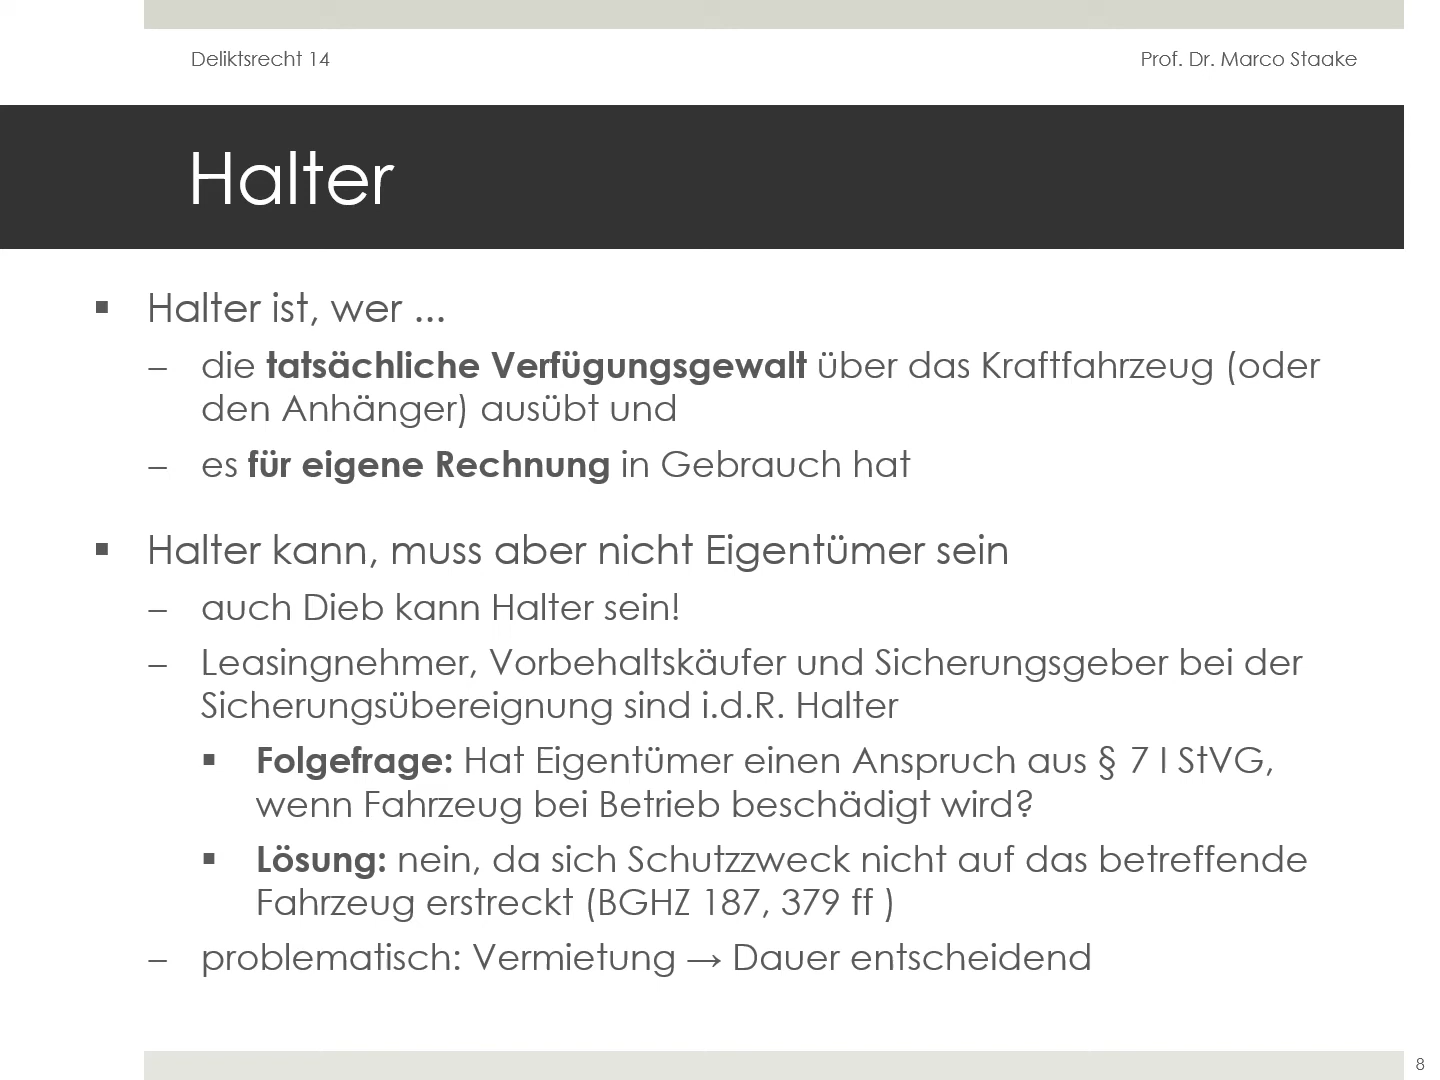 Deliktsrecht 14
Prof. Dr. Marco Staake
Halter
▪ Halter ist, wer ...
– die tatsächliche Verfügungsgewalt über das Kraftfahrzeug (oder
den Anhänger) ausübt und
– es für eigene Rechnung in Gebrauch hat
▪ Halter kann, muss aber nicht Eigentümer sein
– auch Dieb kann Halter sein!
– Leasingnehmer, Vorbehaltskäufer und Sicherungsgeber bei der
Sicherungsübereignung sind i.d.R. Halter
▪ Folgefrage: Hat Eigentümer einen Anspruch aus § 7 I StVG,
wenn Fahrzeug bei Betrieb beschädigt wird?
▪ Lösung: nein, da sich Schutzzweck nicht auf das betreffende
Fahrzeug erstreckt (BGHZ 187, 379 ff )
– problematisch: Vermietung → Dauer entscheidend
8